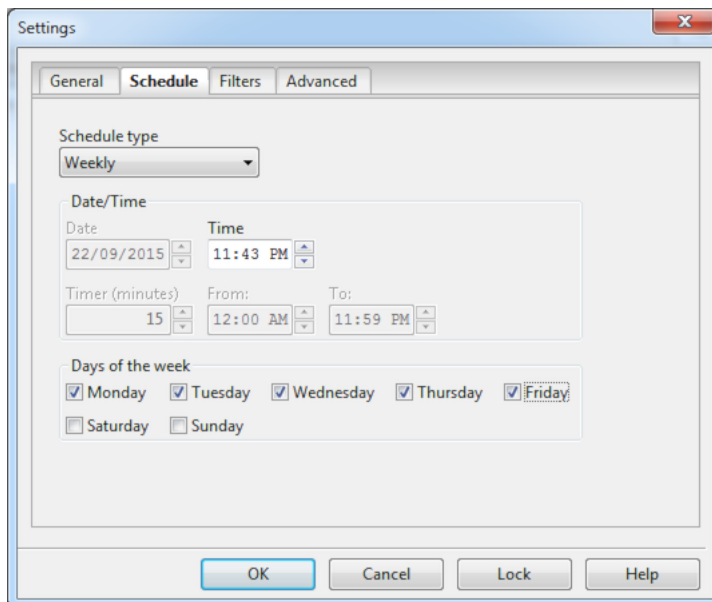 Settings
General Schedule Filters Advanced
Schedule type
Weekly
Date/Time
Date Time
22/09/2015 11:43 PM
Timer (minutes) From: To:
15 12:00 AM 11:59 PM
Days of the week
Monday Tuesday Wednesday Thursday Friday
Saturday Sunday
OK Cancel Lock Help